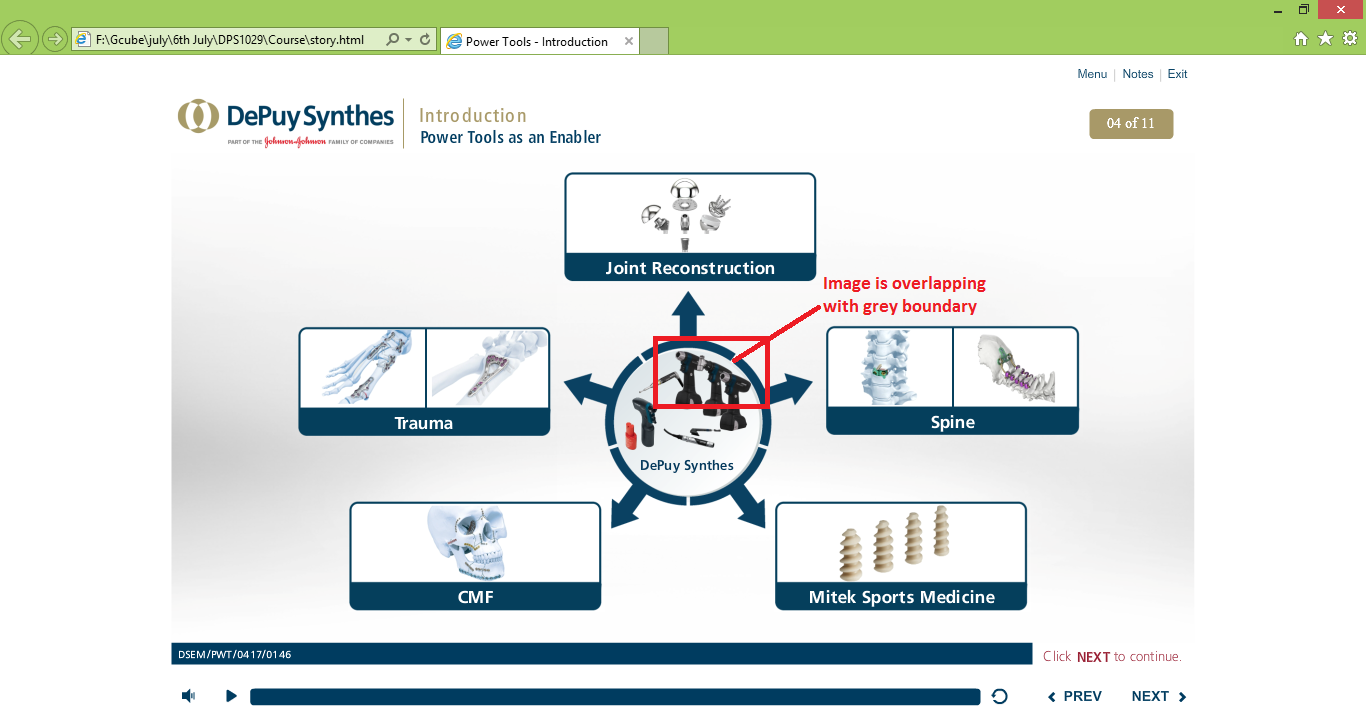 F:\Gcube\july\6th July\DPS1029\Course\story.html
Power Tools - Introduction
Menu | Notes | Exit
DePuy Synthes
PART OF THE Johnson & Johnson FAMILY OF COMPANIES
Introduction
Power Tools as an Enabler
04 of 11
Joint Reconstruction
Image is overlapping
with grey boundary
Trauma
Spine
DePuy Synthes
CMF
Mitek Sports Medicine
DSEM/PWT/0417/0146
Click NEXT to continue.
PREV
NEXT